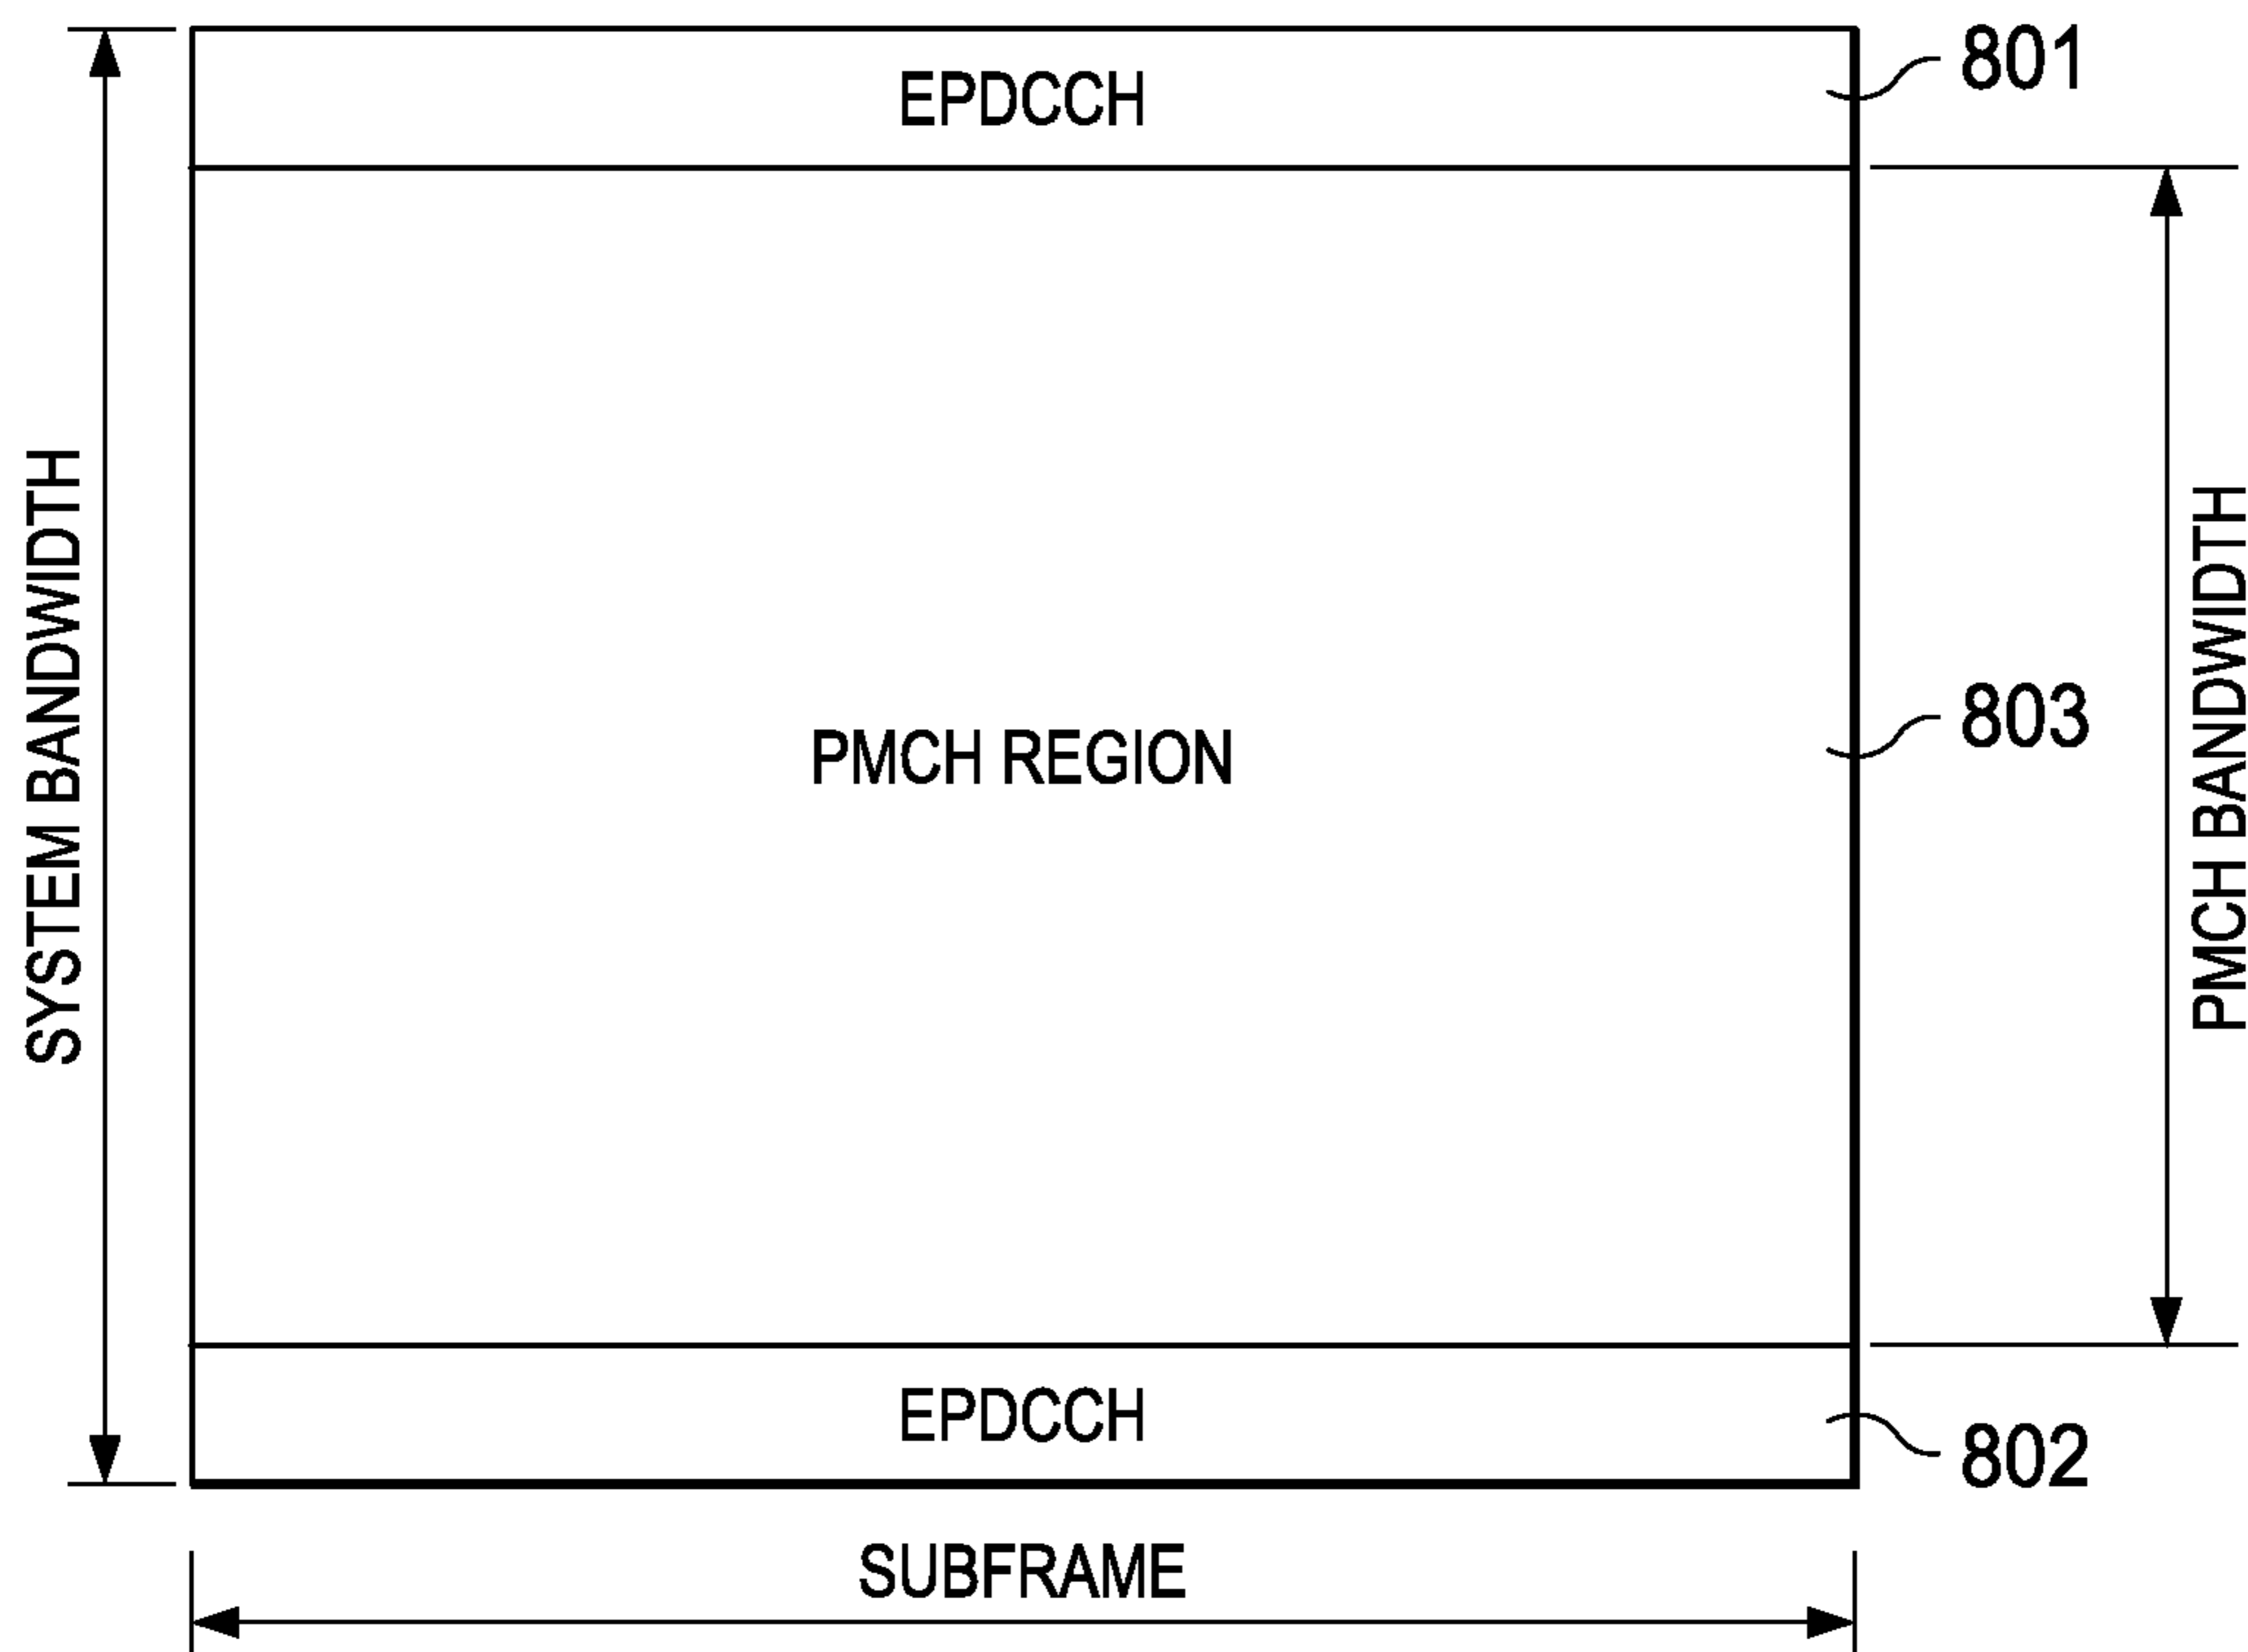 EPDCCH
801
SYSTEM BANDWIDTH
PMCH REGION
803
PMCH BANDWIDTH
EPDCCH
802
SUBFRAME